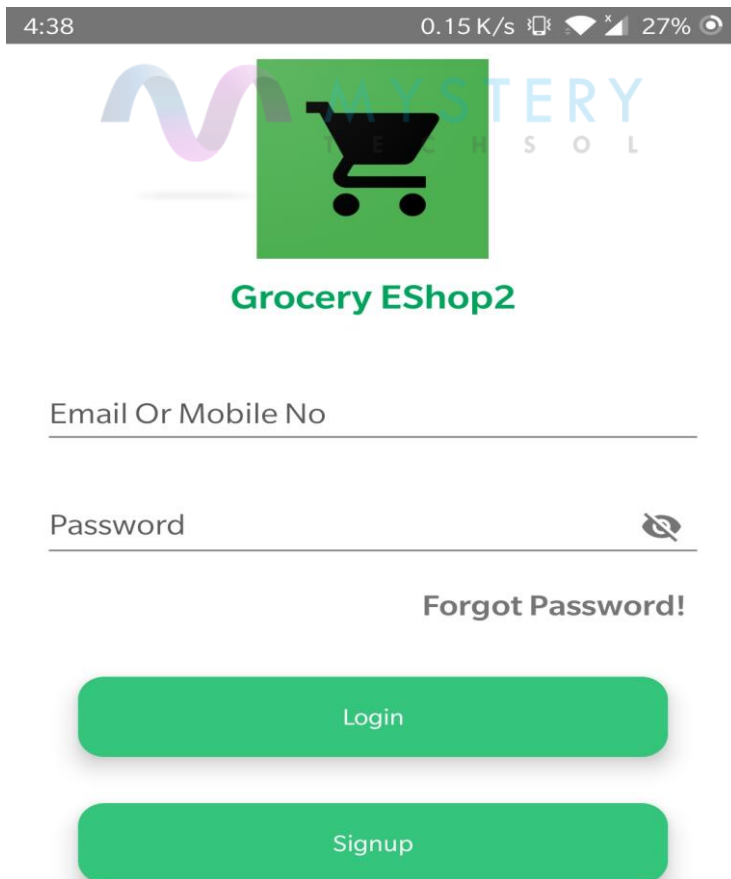 4:38 0.15 K/s 27%
MYSTERY
TECHSOL
Grocery EShop2
Email Or Mobile No
Password
Forgot Password!
Login
Signup